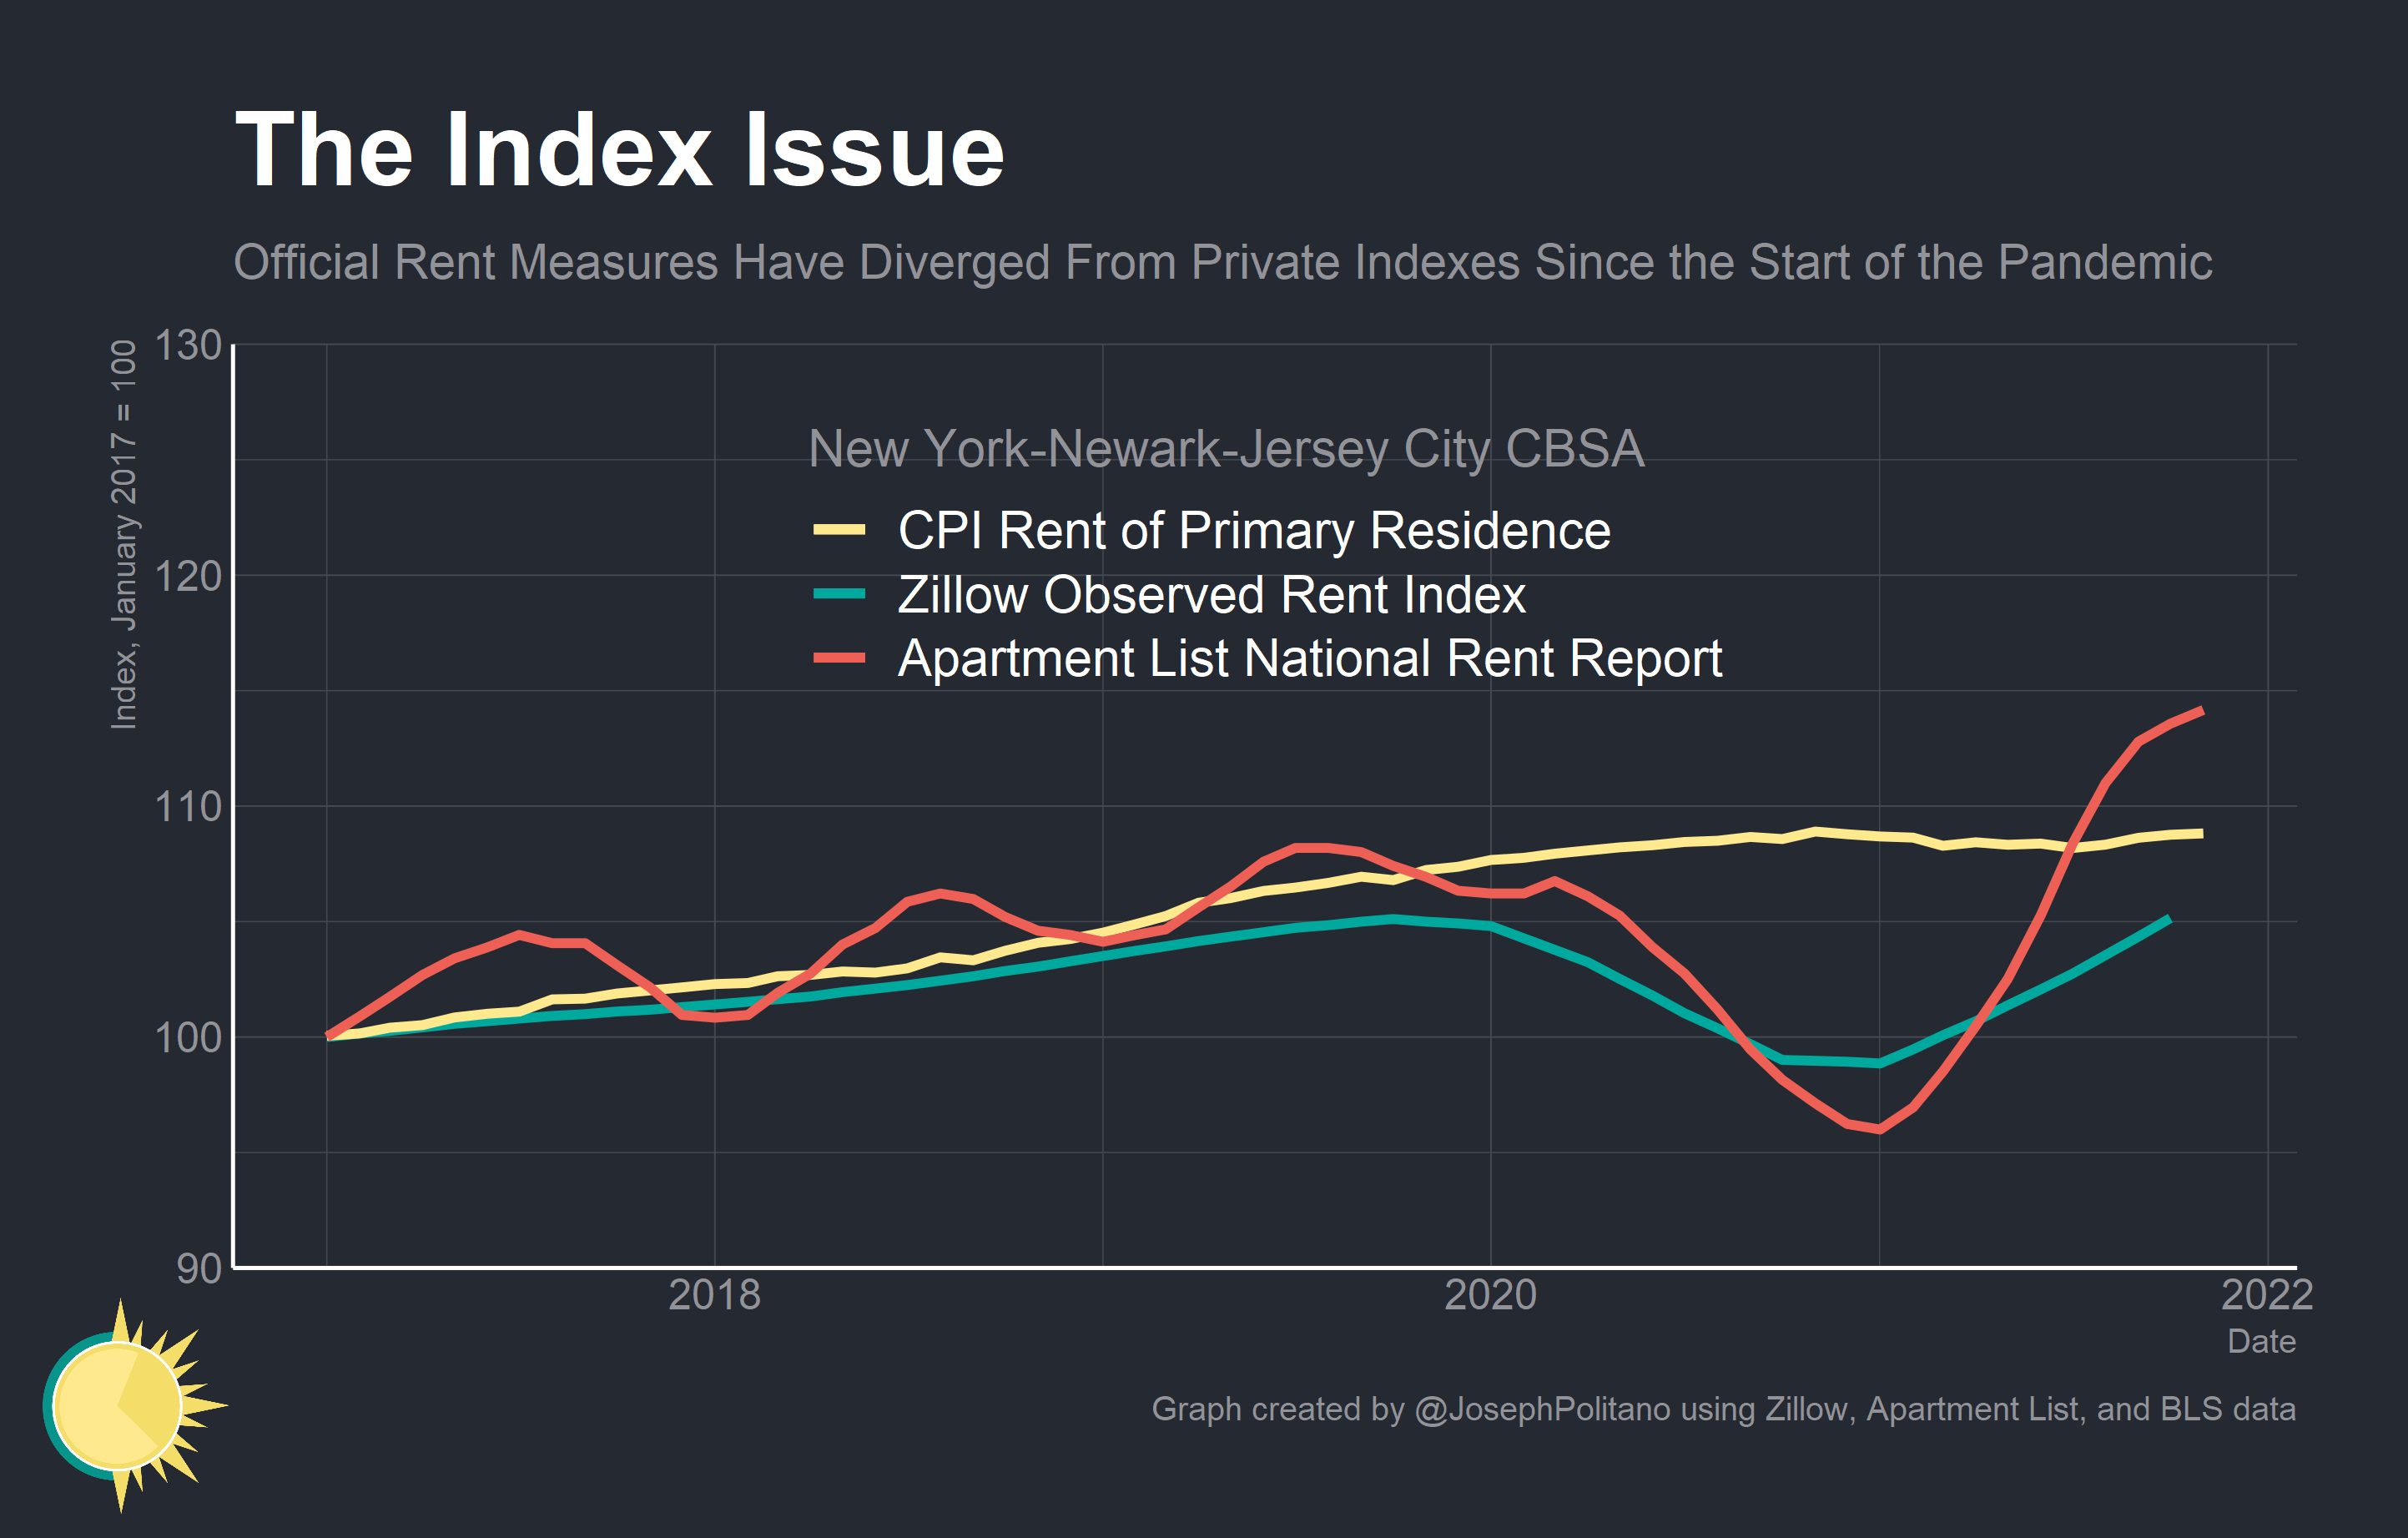 The Index Issue
Official Rent Measures Have Diverged From Private Indexes Since the Start of the Pandemic
Index, January 2017 = 100
130
120
110
100
90
New York-Newark-Jersey City CBSA
CPI Rent of Primary Residence
Zillow Observed Rent Index
Apartment List National Rent Report
2018 2020 2022
Date
Graph created by @JosephPolitano using Zillow, Apartment List, and BLS data